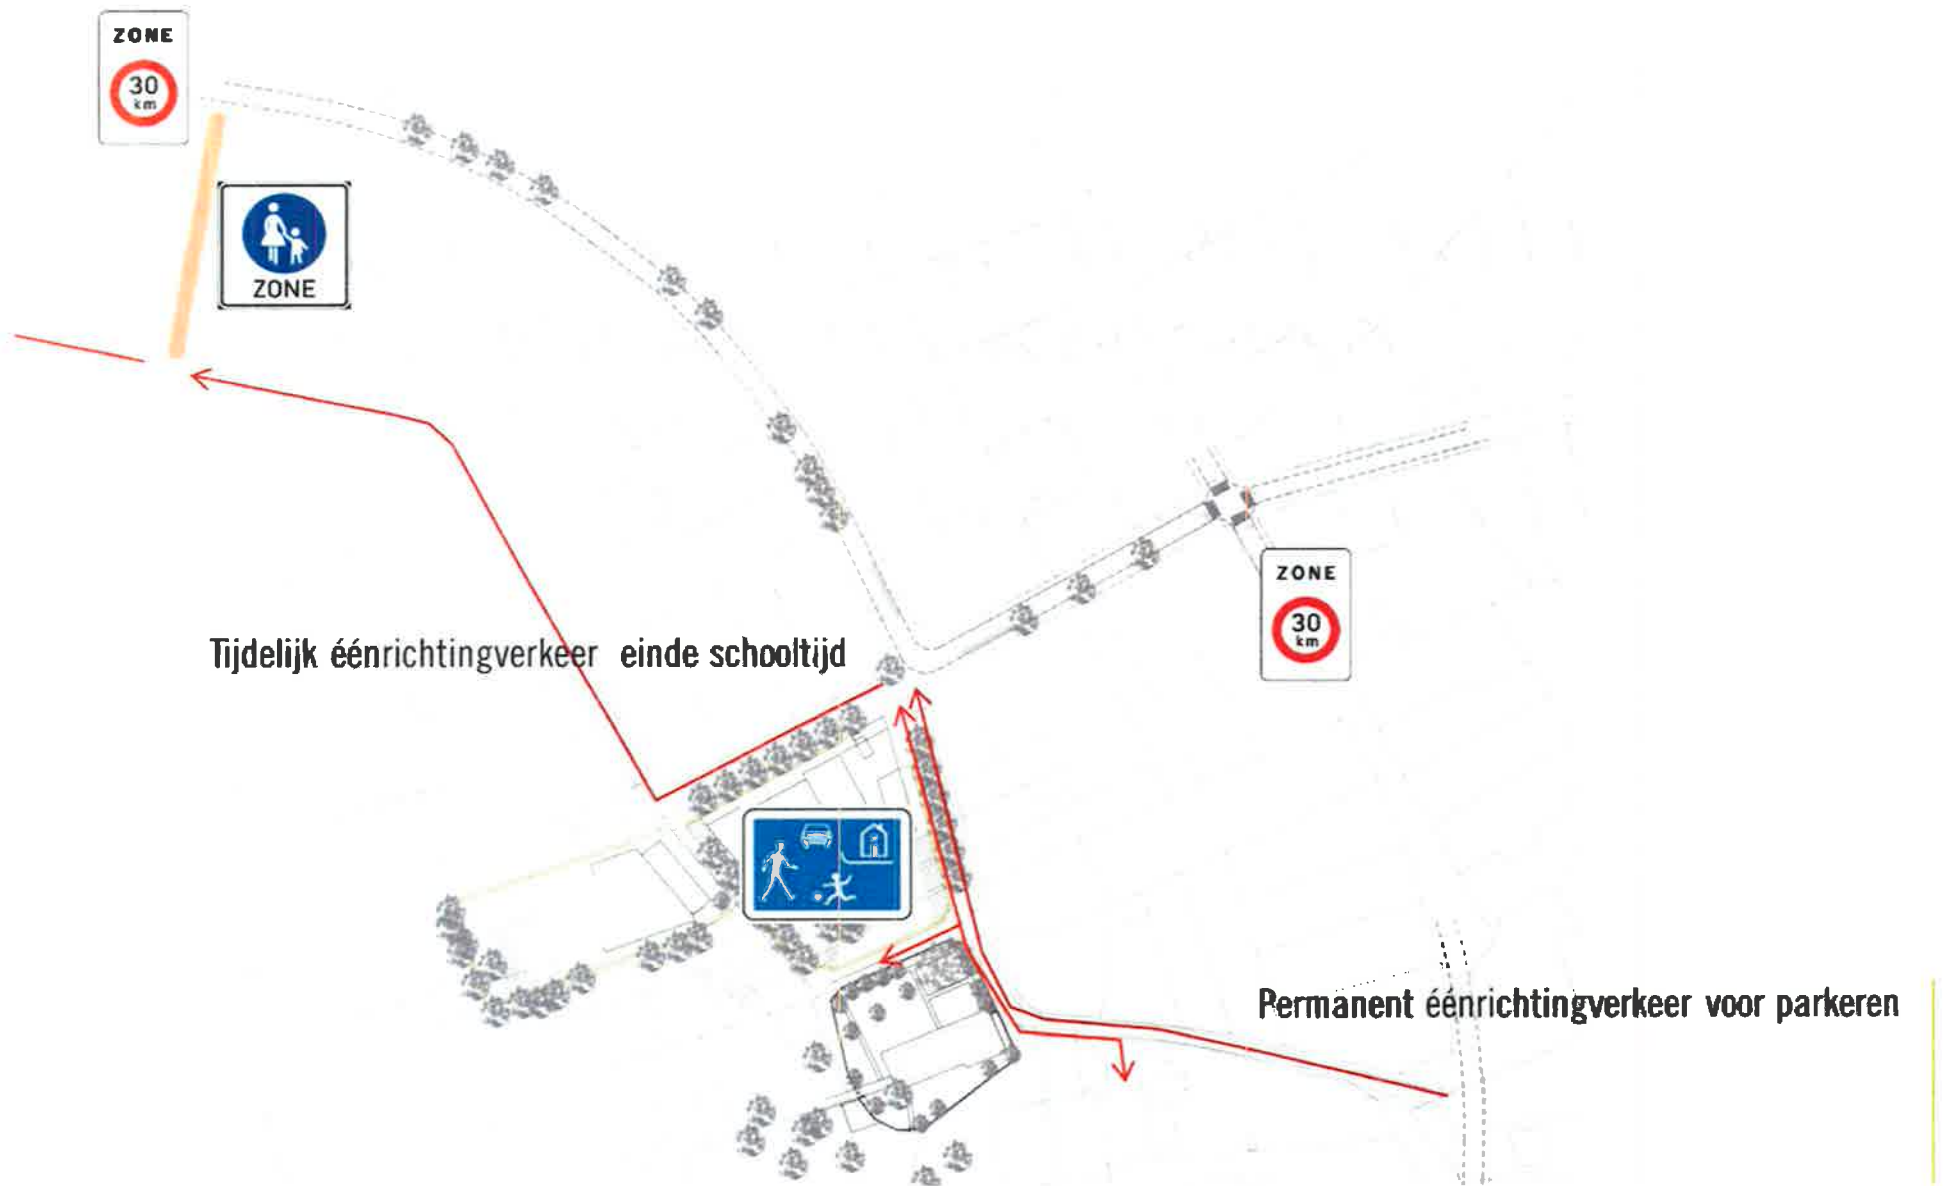 ZONE
30
km
ZONE
ZONE
30
km
Tijdelijk éénrichtingverkeer einde schooltijd
Permanent éénrichtingverkeer voor parkeren